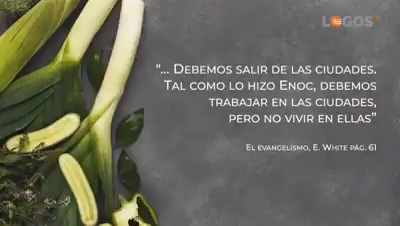 LOGOS
"... Debemos salir de las ciudades.
Tal como lo hizo Enoc, debemos
trabajar en las ciudades,
pero no vivir en ellas”
El evangelismo, E. White pág. 61